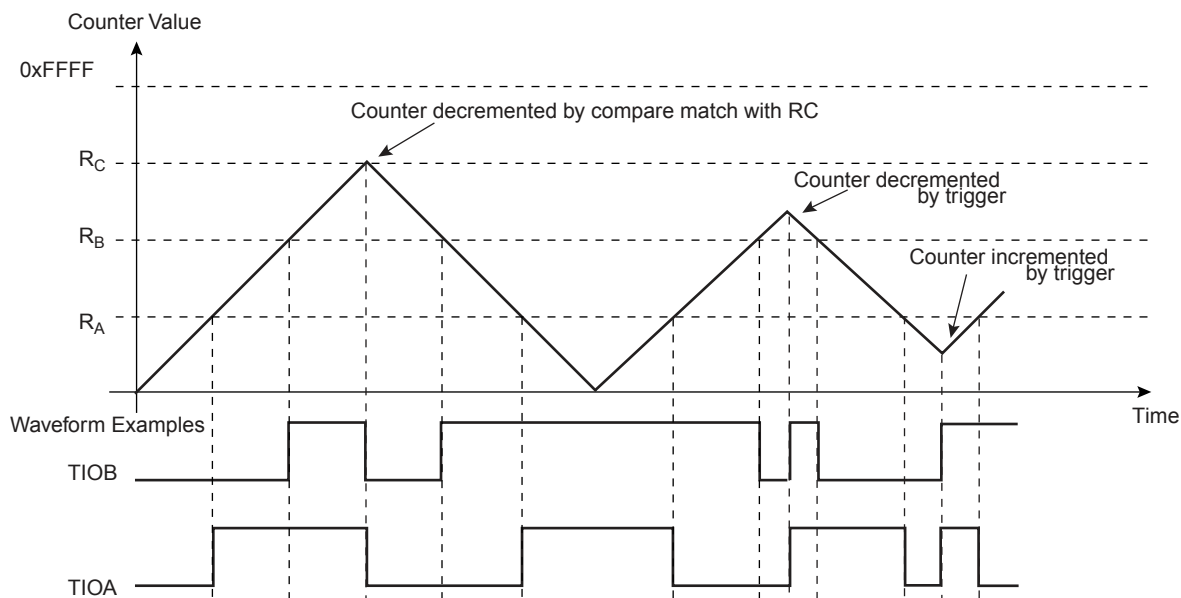 Counter Value
0xFFFF
Counter decremented by compare match with RC
RC
Counter decremented
by trigger
RB
Counter incremented
by trigger
RA
Time
Waveform Examples
TIOB
TIOA